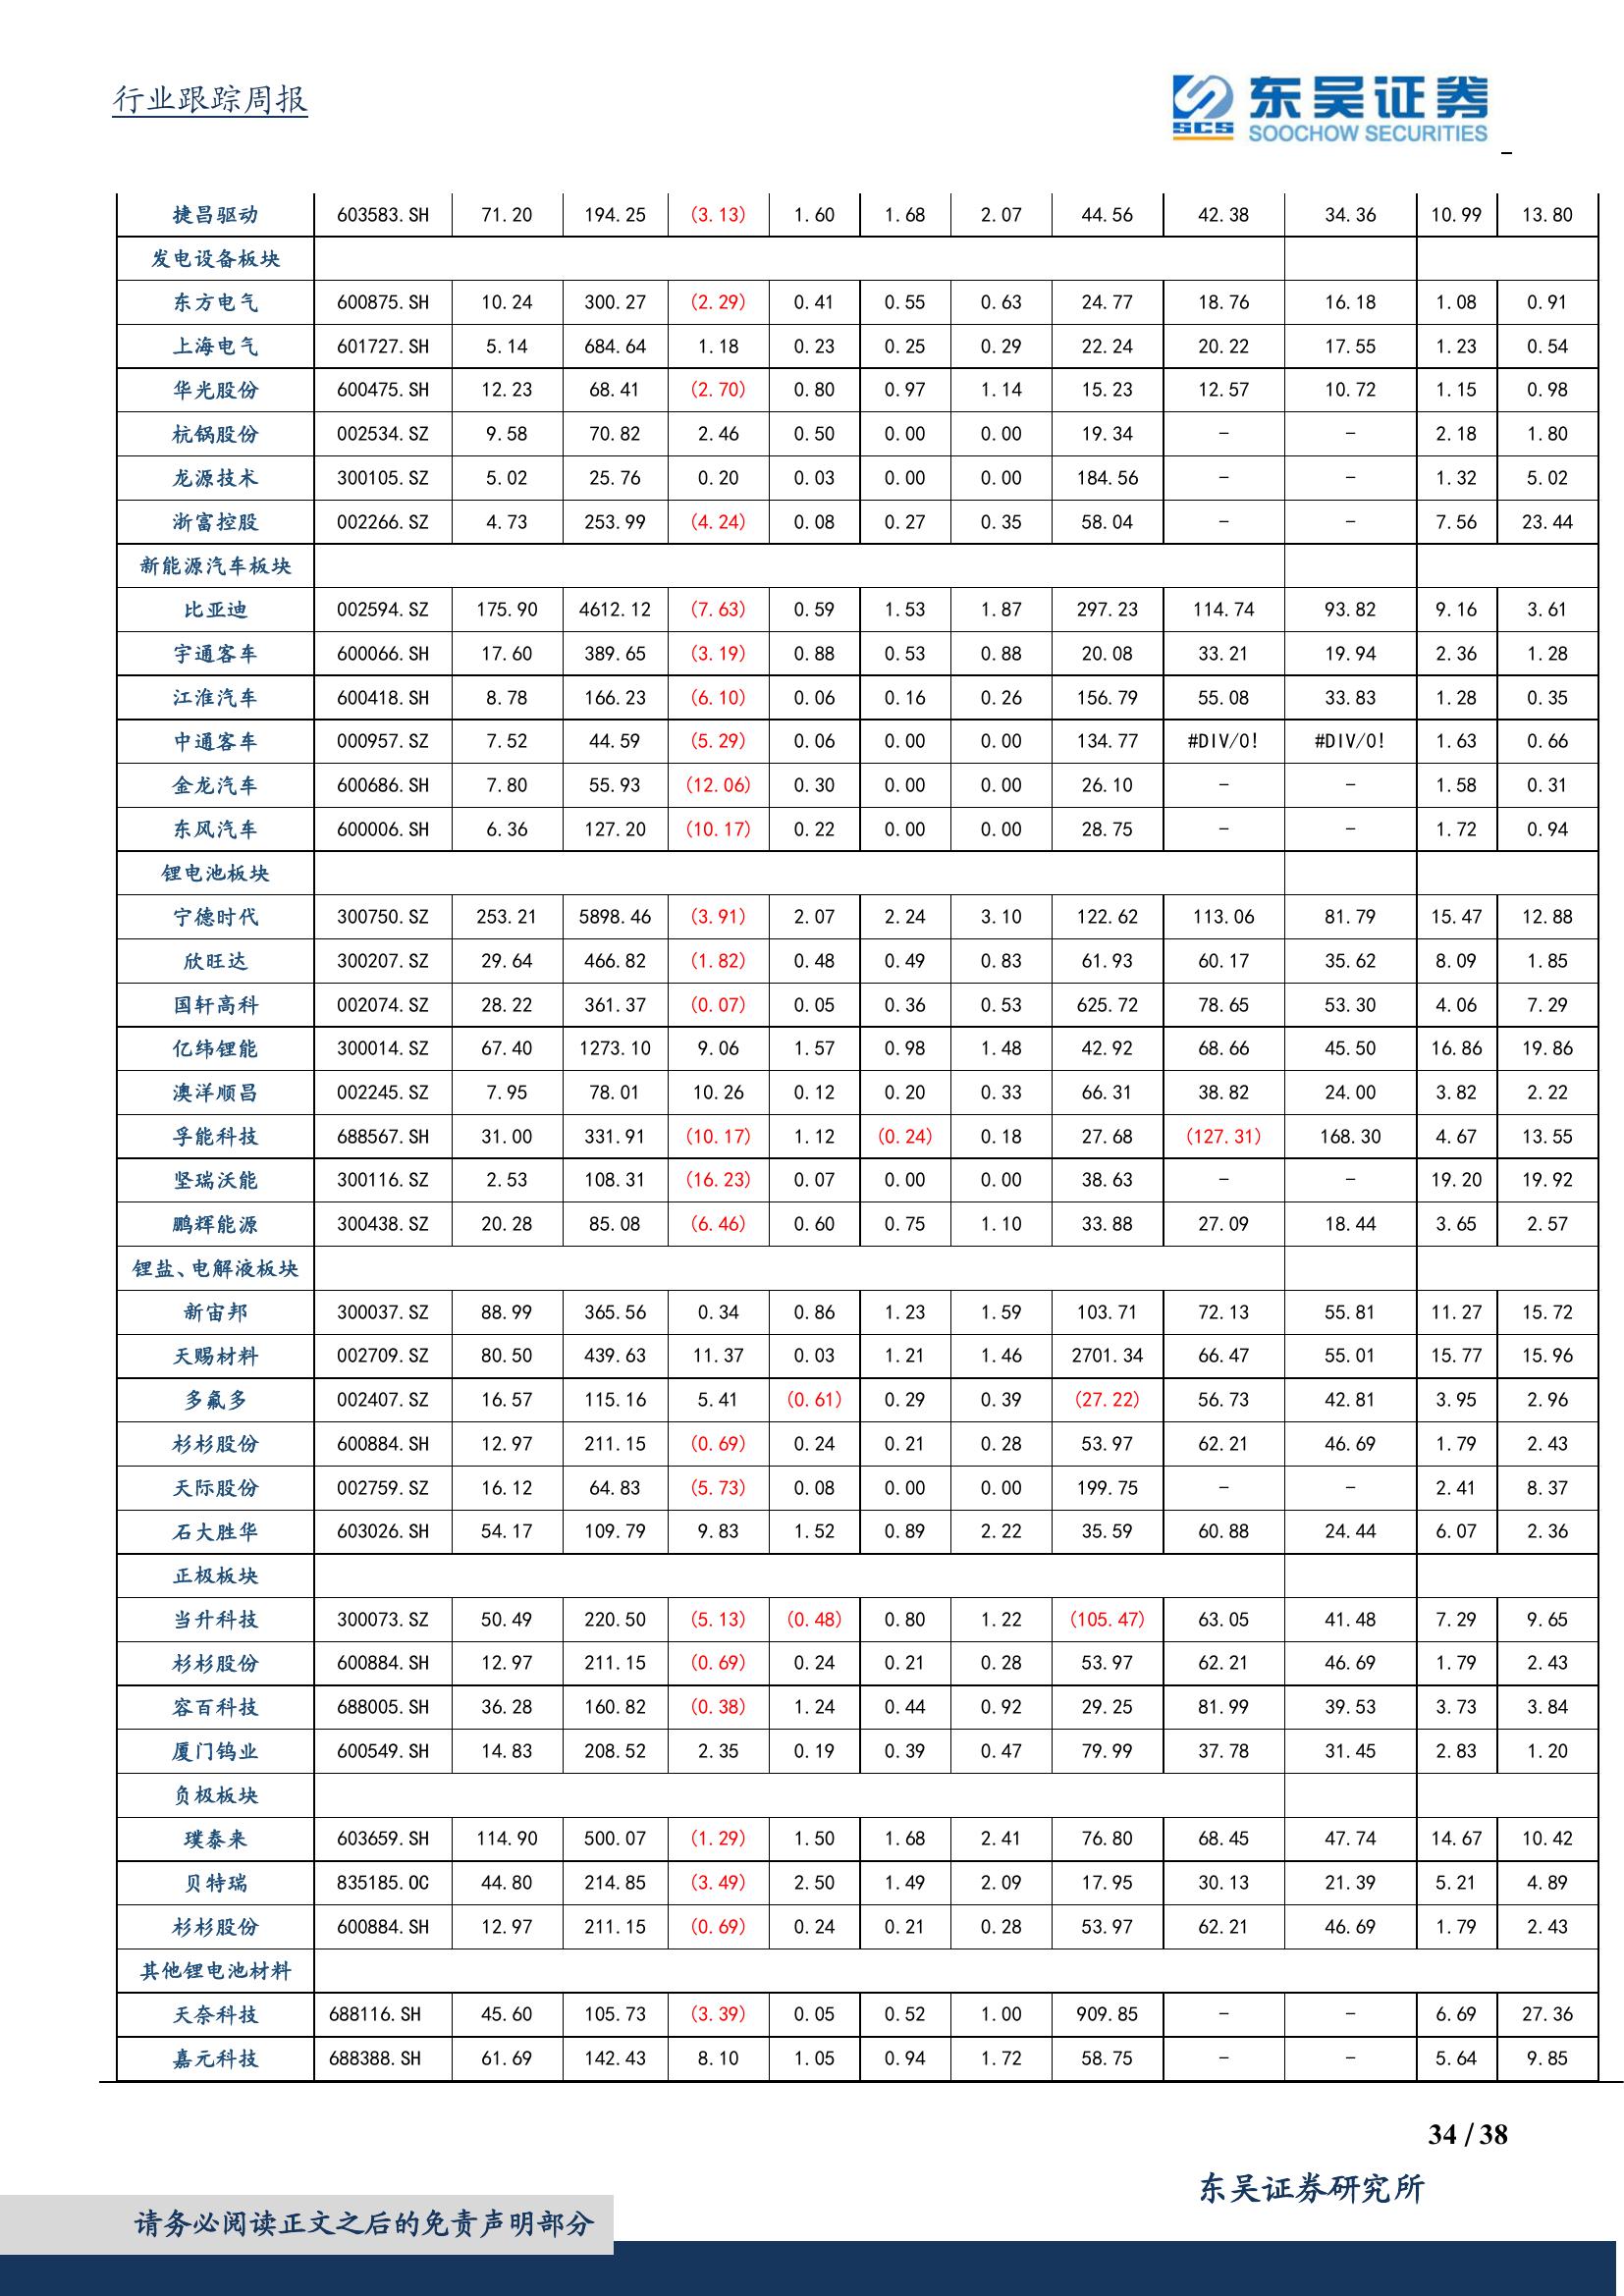 行业跟踪周报
SCS 东吴证券
SOOCHOW SECURITIES
捷昌驱动 603583.SH 71.20 194.25 (3.13) 1.60 1.68 2.07 44.56 42.38 34.36 10.99 13.80
发电设备板块
东方电气 600875.SH 10.24 300.27 (2.29) 0.41 0.55 0.63 24.77 18.76 16.18 1.08 0.91
上海电气 601727.SH 5.14 684.64 1.18 0.23 0.25 0.29 22.24 20.22 17.55 1.23 0.54
华光股份 600475.SH 12.23 68.41 (2.70) 0.80 0.97 1.14 15.23 12.57 10.72 1.15 0.98
杭锅股份 002534.SZ 9.58 70.82 2.46 0.50 0.00 0.00 19.34 - - 2.18 1.80
龙源技术 300105.SZ 5.02 25.76 0.20 0.03 0.00 0.00 184.56 - - 1.32 5.02
浙富控股 002266.SZ 4.73 253.99 (4.24) 0.08 0.27 0.35 58.04 - - 7.56 23.44
新能源汽车板块
比亚迪 002594.SZ 175.90 4612.12 (7.63) 0.59 1.53 1.87 297.23 114.74 93.82 9.16 3.61
宇通客车 600066.SH 17.60 389.65 (3.19) 0.88 0.53 0.88 20.08 33.21 19.94 2.36 1.28
江淮汽车 600418.SH 8.78 166.23 (6.10) 0.06 0.16 0.26 156.79 55.08 33.83 1.28 0.35
中通客车 000957.SZ 7.52 44.59 (5.29) 0.06 0.00 0.00 134.77 #DIV/0! #DIV/0! 1.63 0.66
金龙汽车 600686.SH 7.80 55.93 (12.06) 0.30 0.00 0.00 26.10 - - 1.58 0.31
东风汽车 600006.SH 6.36 127.20 (10.17) 0.22 0.00 0.00 28.75 - - 1.72 0.94
锂电池板块
宁德时代 300750.SZ 253.21 5898.46 (3.91) 2.07 2.24 3.10 122.62 113.06 81.79 15.47 12.88
欣旺达 300207.SZ 29.64 466.82 (1.82) 0.48 0.49 0.83 61.93 60.17 35.62 8.09 1.85
国轩高科 002074.SZ 28.22 361.37 (0.07) 0.05 0.36 0.53 625.72 78.65 53.30 4.06 7.29
亿纬锂能 300014.SZ 67.40 1273.10 9.06 1.57 0.98 1.48 42.92 68.66 45.50 16.86 19.86
澳洋顺昌 002245.SZ 7.95 78.01 10.26 0.12 0.20 0.33 66.31 38.82 24.00 3.82 2.22
孚能科技 688567.SH 31.00 331.91 (10.17) 1.12 (0.24) 0.18 27.68 (127.31) 168.30 4.67 13.55
坚瑞沃能 300116.SZ 2.53 108.31 (16.23) 0.07 0.00 0.00 38.63 - - 19.20 19.92
鹏辉能源 300438.SZ 20.28 85.08 (6.46) 0.60 0.75 1.10 33.88 27.09 18.44 3.65 2.57
锂盐、电解液板块
新宙邦 300037.SZ 88.99 365.56 0.34 0.86 1.23 1.59 103.71 72.13 55.81 11.27 15.72
天赐材料 002709.SZ 80.50 439.63 11.37 0.03 1.21 1.46 2701.34 66.47 55.01 15.77 15.96
多氟多 002407.SZ 16.57 115.16 5.41 (0.61) 0.29 0.39 (27.22) 56.73 42.81 3.95 2.96
杉杉股份 600884.SH 12.97 211.15 (0.69) 0.24 0.21 0.28 53.97 62.21 46.69 1.79 2.43
天际股份 002759.SZ 16.12 64.83 (5.73) 0.08 0.00 0.00 199.75 - - 2.41 8.37
石大胜华 603026.SH 54.17 109.79 9.83 1.52 0.89 2.22 35.59 60.88 24.44 6.07 2.36
正极板块
当升科技 300073.SZ 50.49 220.50 (5.13) (0.48) 0.80 1.22 (105.47) 63.05 41.48 7.29 9.65
杉杉股份 600884.SH 12.97 211.15 (0.69) 0.24 0.21 0.28 53.97 62.21 46.69 1.79 2.43
容百科技 688005.SH 36.28 160.82 (0.38) 1.24 0.44 0.92 29.25 81.99 39.53 3.73 3.84
厦门钨业 600549.SH 14.83 208.52 2.35 0.19 0.39 0.47 79.99 37.78 31.45 2.83 1.20
负极板块
璞泰来 603659.SH 114.90 500.07 (1.29) 1.50 1.68 2.41 76.80 68.45 47.74 14.67 10.42
贝特瑞 835185.OC 44.80 214.85 (3.49) 2.50 1.49 2.09 17.95 30.13 21.39 5.21 4.89
杉杉股份 600884.SH 12.97 211.15 (0.69) 0.24 0.21 0.28 53.97 62.21 46.69 1.79 2.43
其他锂电池材料
天奈科技 688116.SH 45.60 105.73 (3.39) 0.05 0.52 1.00 909.85 - - 6.69 27.36
嘉元科技 688388.SH 61.69 142.43 8.10 1.05 0.94 1.72 58.75 - - 5.64 9.85
34 / 38
东吴证券研究所
请务必阅读正文之后的免责声明部分